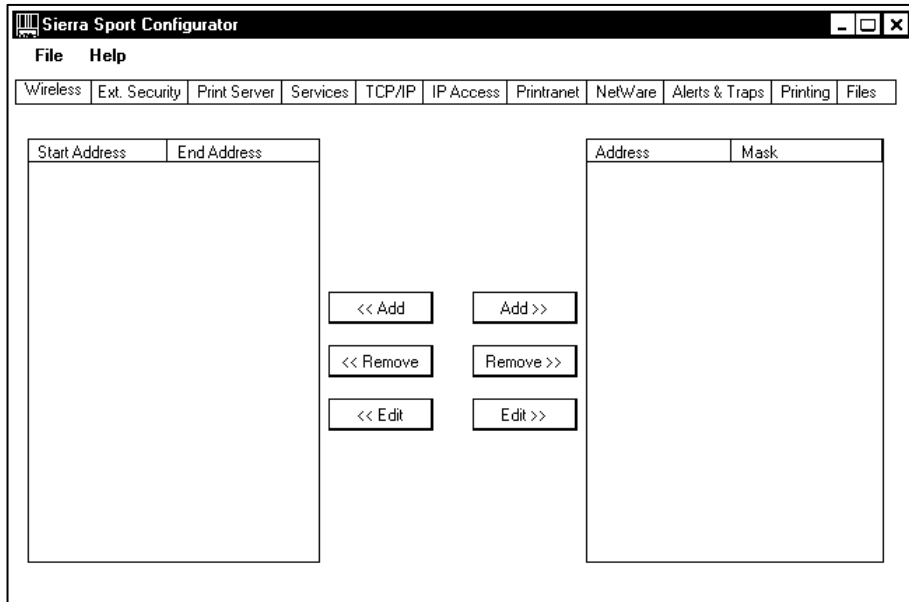 Sierra Sport Configurator
File Help
Wireless Ext. Security Print Server Services TCP/IP IP Access Printranet NetWare Alerts & Traps Printing Files
Start Address End Address Address Mask
<< Add Add >>
<< Remove Remove >>
<< Edit Edit >>